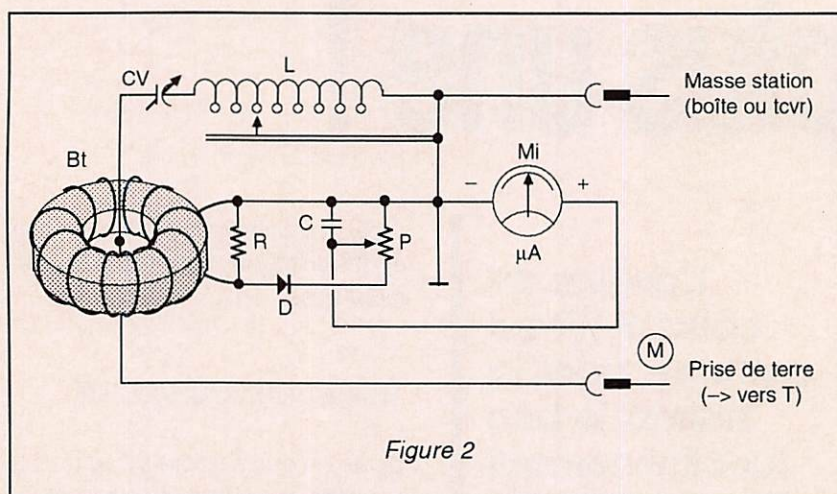 CV
L
Masse station
(boîte ou tcvr)
Bt
Mi
– +
µA
R
C
P
D
M
Prise de terre
(–> vers T)
Figure 2